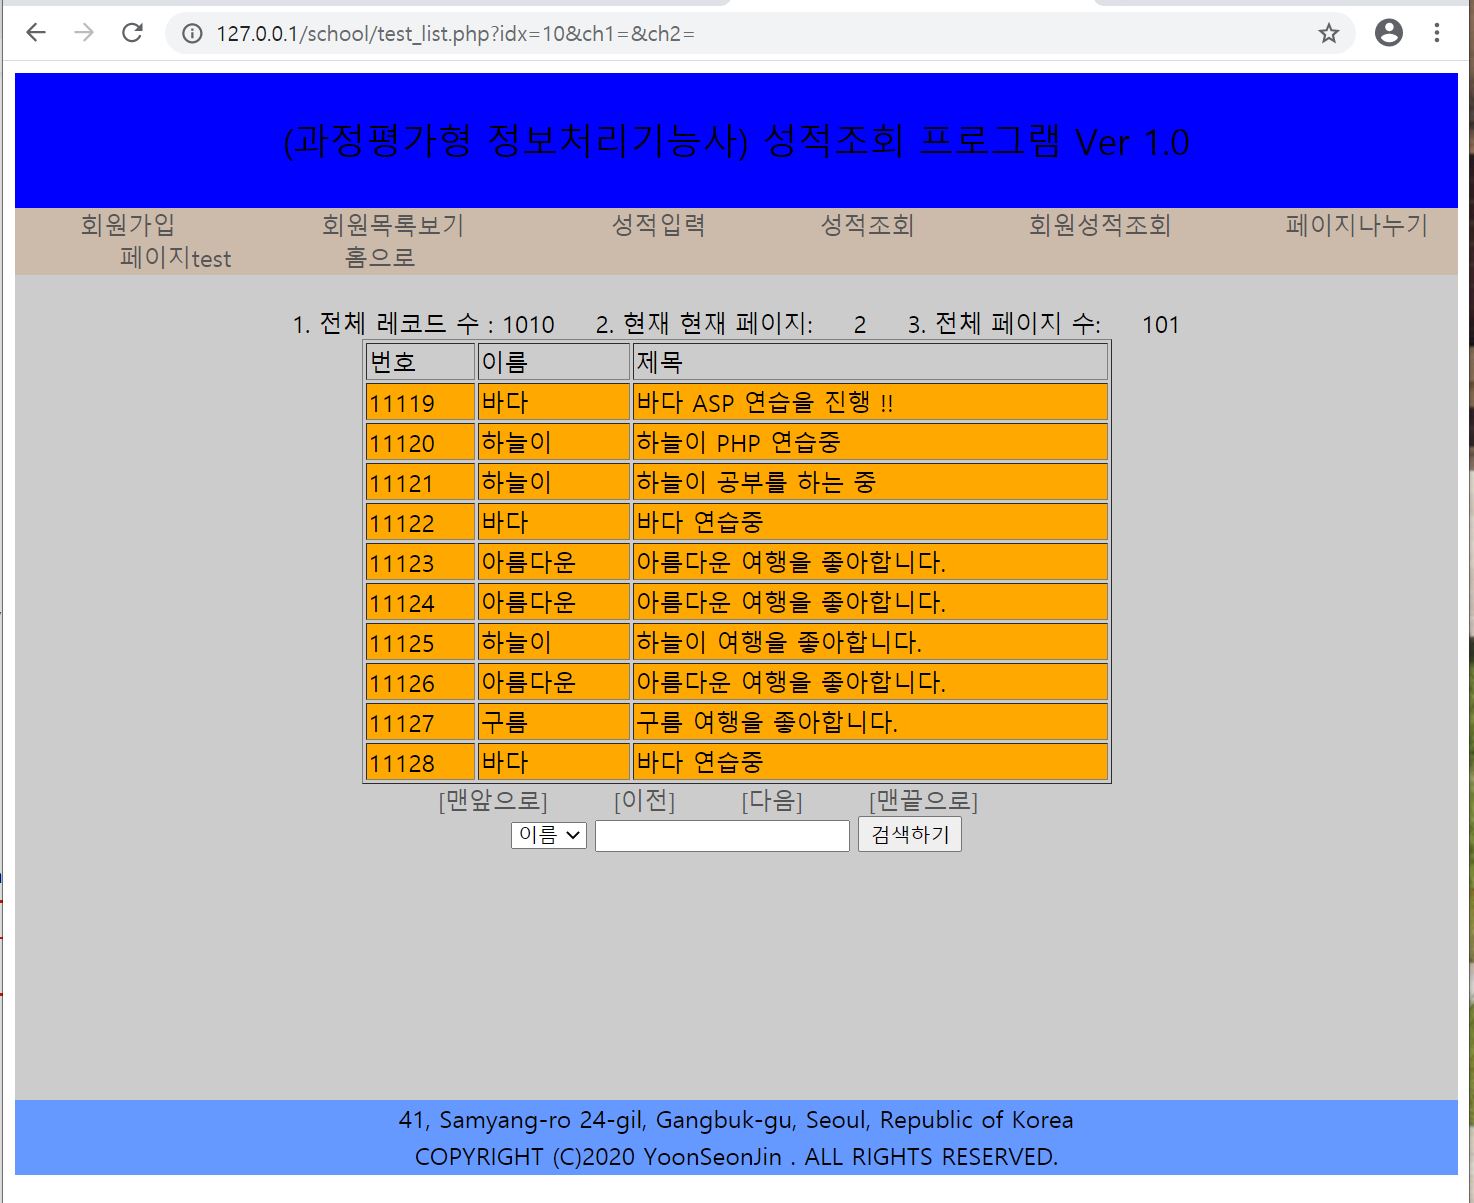 127.0.0.1/school/test_list.php?idx=10&ch1=&ch2=
(과정평가형 정보처리기능사) 성적조회 프로그램 Ver 1.0
회원가입 회원목록보기 성적입력 성적조회 회원성적조회 페이지나누기
페이지test 홈으로
1. 전체 레코드 수 : 1010 2. 현재 현재 페이지: 2 3. 전체 페이지 수: 101
번호 이름 제목
11119 바다 바다 ASP 연습을 진행 !!
11120 하늘이 하늘이 PHP 연습중
11121 하늘이 하늘이 공부를 하는 중
11122 바다 바다 연습중
11123 아름다운 아름다운 여행을 좋아합니다.
11124 아름다운 아름다운 여행을 좋아합니다.
11125 하늘이 하늘이 여행을 좋아합니다.
11126 아름다운 아름다운 여행을 좋아합니다.
11127 구름 구름 여행을 좋아합니다.
11128 바다 바다 연습중
[맨앞으로] [이전] [다음] [맨끝으로]
이름 검색하기
41, Samyang-ro 24-gil, Gangbuk-gu, Seoul, Republic of Korea
COPYRIGHT (C)2020 YoonSeonJin . ALL RIGHTS RESERVED.